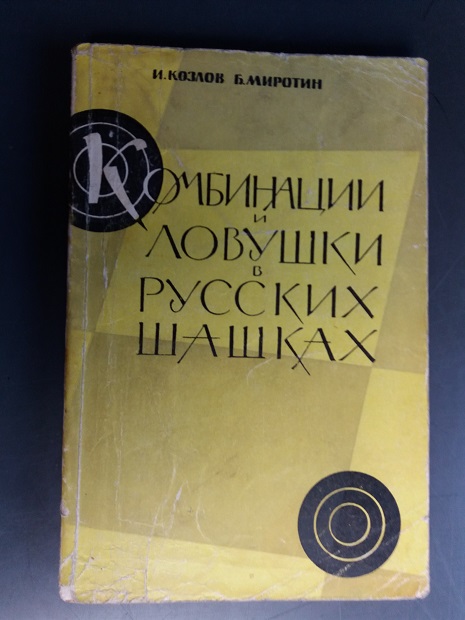 И. КОЗЛОВ Б. МИРОТИН
КОМБИНАЦИИ
И
ЛОВУШКИ
В
РУССКИХ
ШАШКАХ